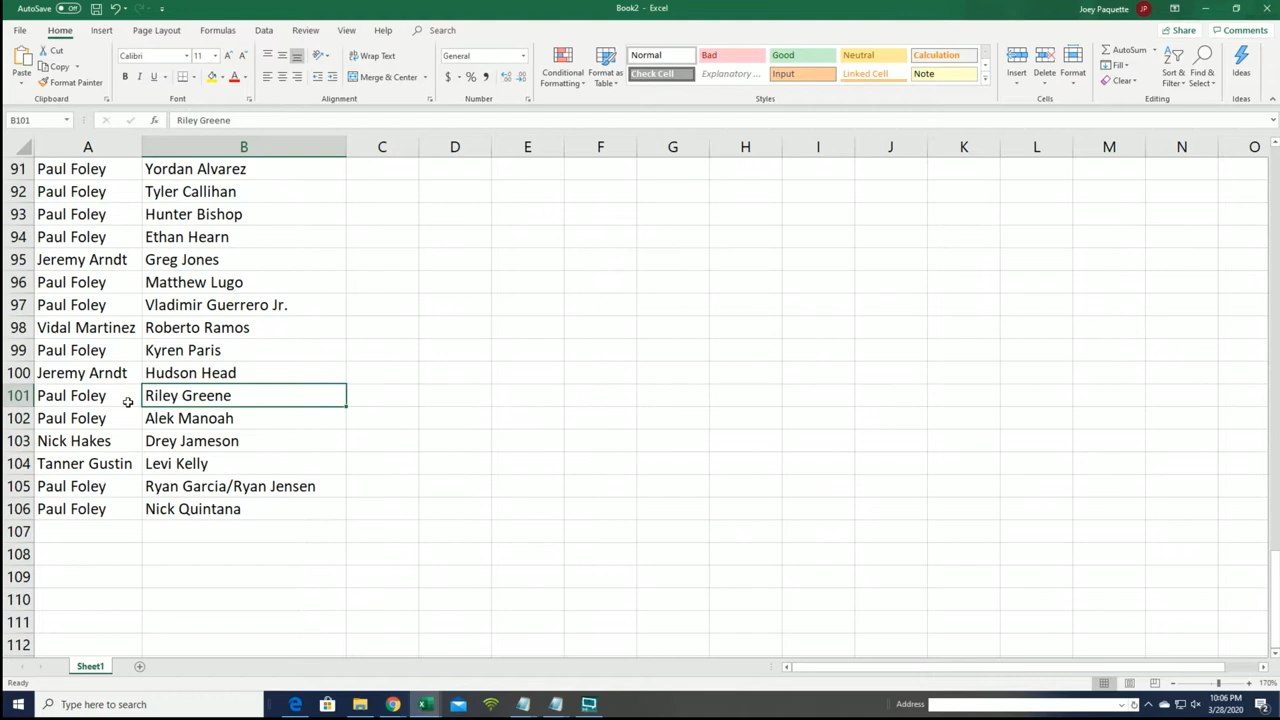 AutoSave Off Book2 - Excel Joey Paquette JP
File Home Insert Page Layout Formulas Data Review View Help Search Share Comments
Paste Cut Copy Format Painter Clipboard
Calibri 11 B I U A A A Font
Wrap Text Merge & Center Alignment
General $ % , Number
Conditional Formatting Format as Table
Normal Bad Good Neutral Calculation
Check Cell Explanatory ... Input Linked Cell Note
Styles
Insert Delete Format Cells
AutoSum Fill Clear Sort & Filter Find & Select Editing
Ideas Ideas
B101 fx Riley Greene
A B C D E F G H I J K L M N O
91 Paul Foley Yordan Alvarez
92 Paul Foley Tyler Callihan
93 Paul Foley Hunter Bishop
94 Paul Foley Ethan Hearn
95 Jeremy Arndt Greg Jones
96 Paul Foley Matthew Lugo
97 Paul Foley Vladimir Guerrero Jr.
98 Vidal Martinez Roberto Ramos
99 Paul Foley Kyren Paris
100 Jeremy Arndt Hudson Head
101 Paul Foley Riley Greene
102 Paul Foley Alek Manoah
103 Nick Hakes Drey Jameson
104 Tanner Gustin Levi Kelly
105 Paul Foley Ryan Garcia/Ryan Jensen
106 Paul Foley Nick Quintana
107
108
109
110
111
112
Sheet1
Ready 170%
Type here to search Address 10:06 PM
3/28/2020 2